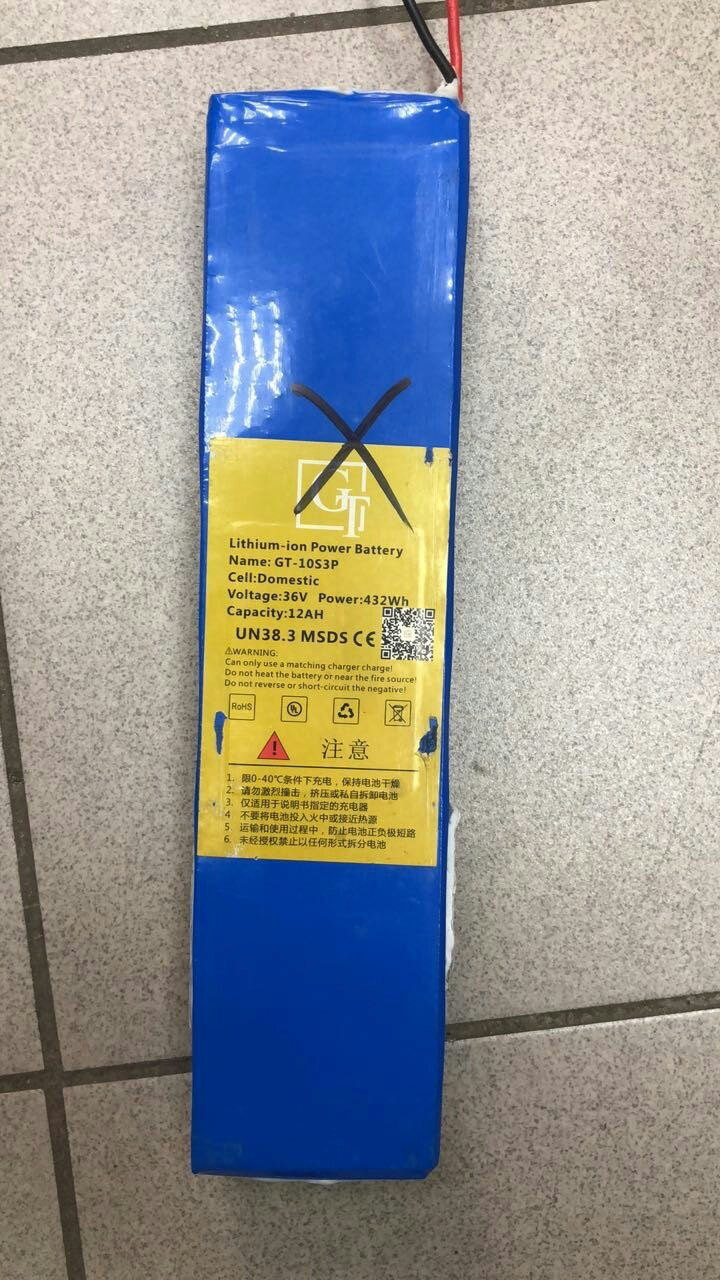 GT
Lithium-ion Power Battery
Name: GT-10S3P
Cell:Domestic
Voltage:36V Power:432Wh
Capacity:12AH
UN38.3 MSDS CE
⚠WARNING:
Can only use a matching charger charge!
Do not heat the battery or near the fire source!
Do not reverse or short-circuit the negative!
RoHS UL
注意
1. 限0-40℃条件下充电，保持电池干燥
2. 请勿激烈撞击，挤压或私自拆卸电池
3. 仅适用于说明书指定的充电器
4. 不要将电池投入火中或接近热源
5. 运输和使用过程中，防止电池正负极短路
6. 未经授权禁止以任何形式拆分电池